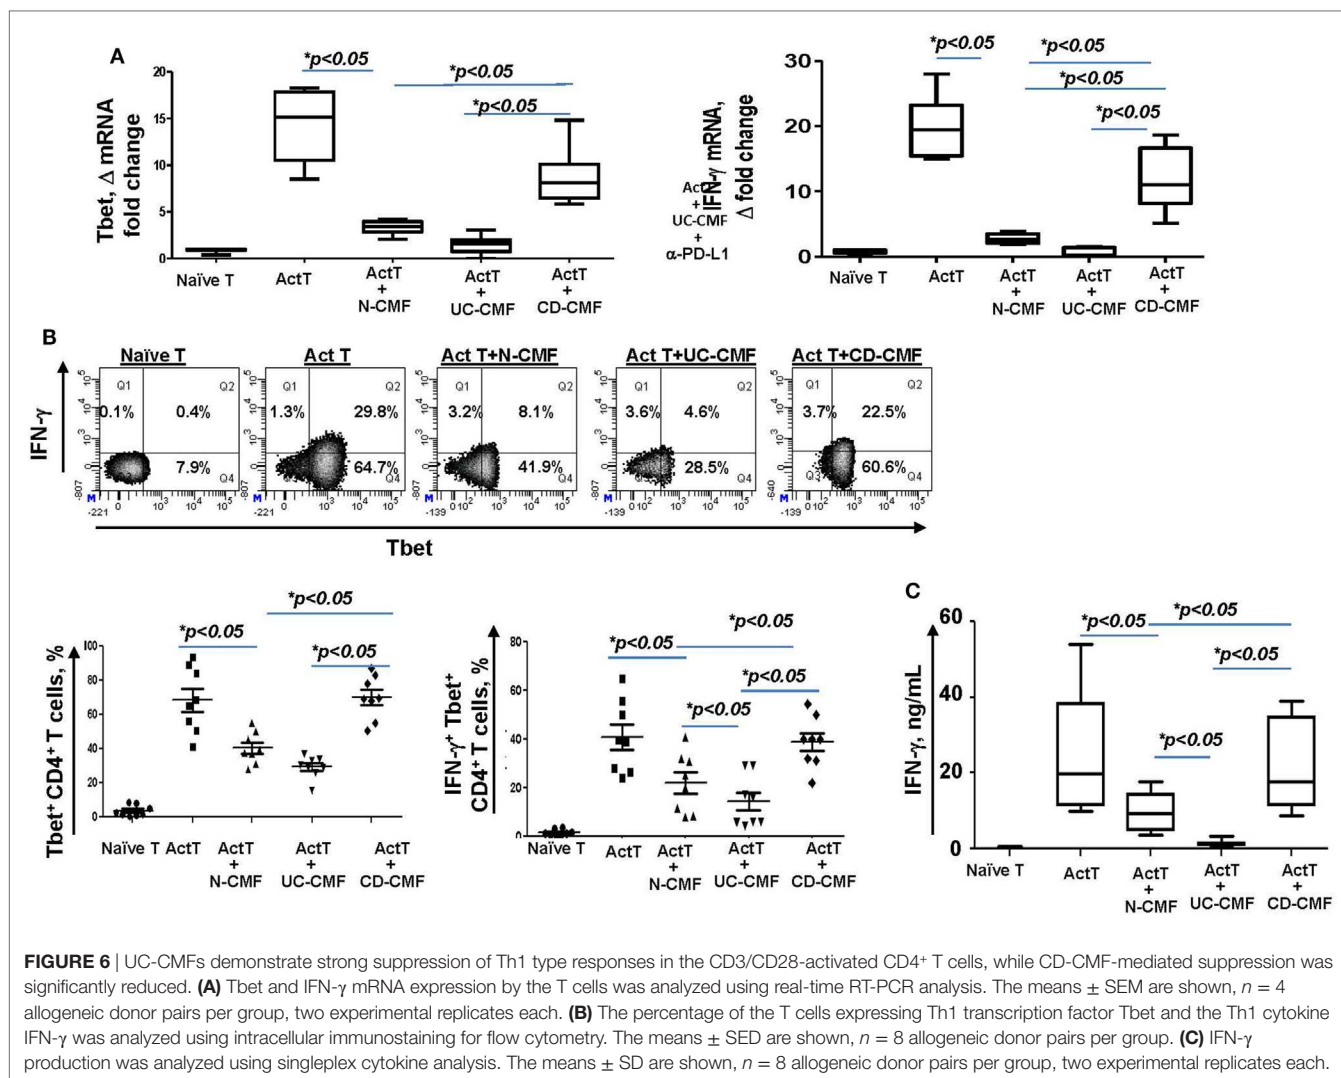 A
*p<0.05
*p<0.05
*p<0.05
Tbet, Δ mRNA
fold change
20
15
10
5
0
Naïve T
ActT
ActT
+
N-CMF
ActT
+
UC-CMF
ActT
+
CD-CMF
*p<0.05
*p<0.05
*p<0.05
*p<0.05
IFN-γ mRNA,
Δ fold change
Act
+
UC-CMF
+
α-PD-L1
30
20
10
0
Naïve T
ActT
ActT
+
N-CMF
ActT
+
UC-CMF
ActT
+
CD-CMF
B
IFN-γ
Naïve T
Q1
Q2
0.1%
0.4%
7.9%
Q4
Act T
Q1
Q2
1.3%
29.8%
64.7%
Q4
Act T+N-CMF
Q1
Q2
3.2%
8.1%
41.9%
Q4
Act T+UC-CMF
Q1
Q2
3.6%
4.6%
28.5%
Q4
Act T+CD-CMF
Q1
Q2
3.7%
22.5%
60.6%
Q3
Q4
Tbet
*p<0.05
*p<0.05
*p<0.05
Tbet⁺ CD4⁺ T cells, %
100
80
60
40
20
0
Naïve T
ActT
ActT
+
N-CMF
ActT
+
UC-CMF
ActT
+
CD-CMF
*p<0.05
*p<0.05
*p<0.05
*p<0.05
IFN-γ⁺ Tbet⁺
CD4⁺ T cells, %
80
60
40
20
0
Naïve T
ActT
ActT
+
N-CMF
ActT
+
UC-CMF
ActT
+
CD-CMF
C
*p<0.05
*p<0.05
*p<0.05
*p<0.05
IFN-γ, ng/mL
60
40
20
0
Naïve T
ActT
ActT
+
N-CMF
ActT
+
UC-CMF
ActT
+
CD-CMF
FIGURE 6 | UC-CMFs demonstrate strong suppression of Th1 type responses in the CD3/CD28-activated CD4⁺ T cells, while CD-CMF-mediated suppression was
significantly reduced. (A) Tbet and IFN-γ mRNA expression by the T cells was analyzed using real-time RT-PCR analysis. The means ± SEM are shown, n = 4
allogeneic donor pairs per group, two experimental replicates each. (B) The percentage of the T cells expressing Th1 transcription factor Tbet and the Th1 cytokine
IFN-γ was analyzed using intracellular immunostaining for flow cytometry. The means ± SED are shown, n = 8 allogeneic donor pairs per group. (C) IFN-γ
production was analyzed using singleplex cytokine analysis. The means ± SD are shown, n = 8 allogeneic donor pairs per group, two experimental replicates each.